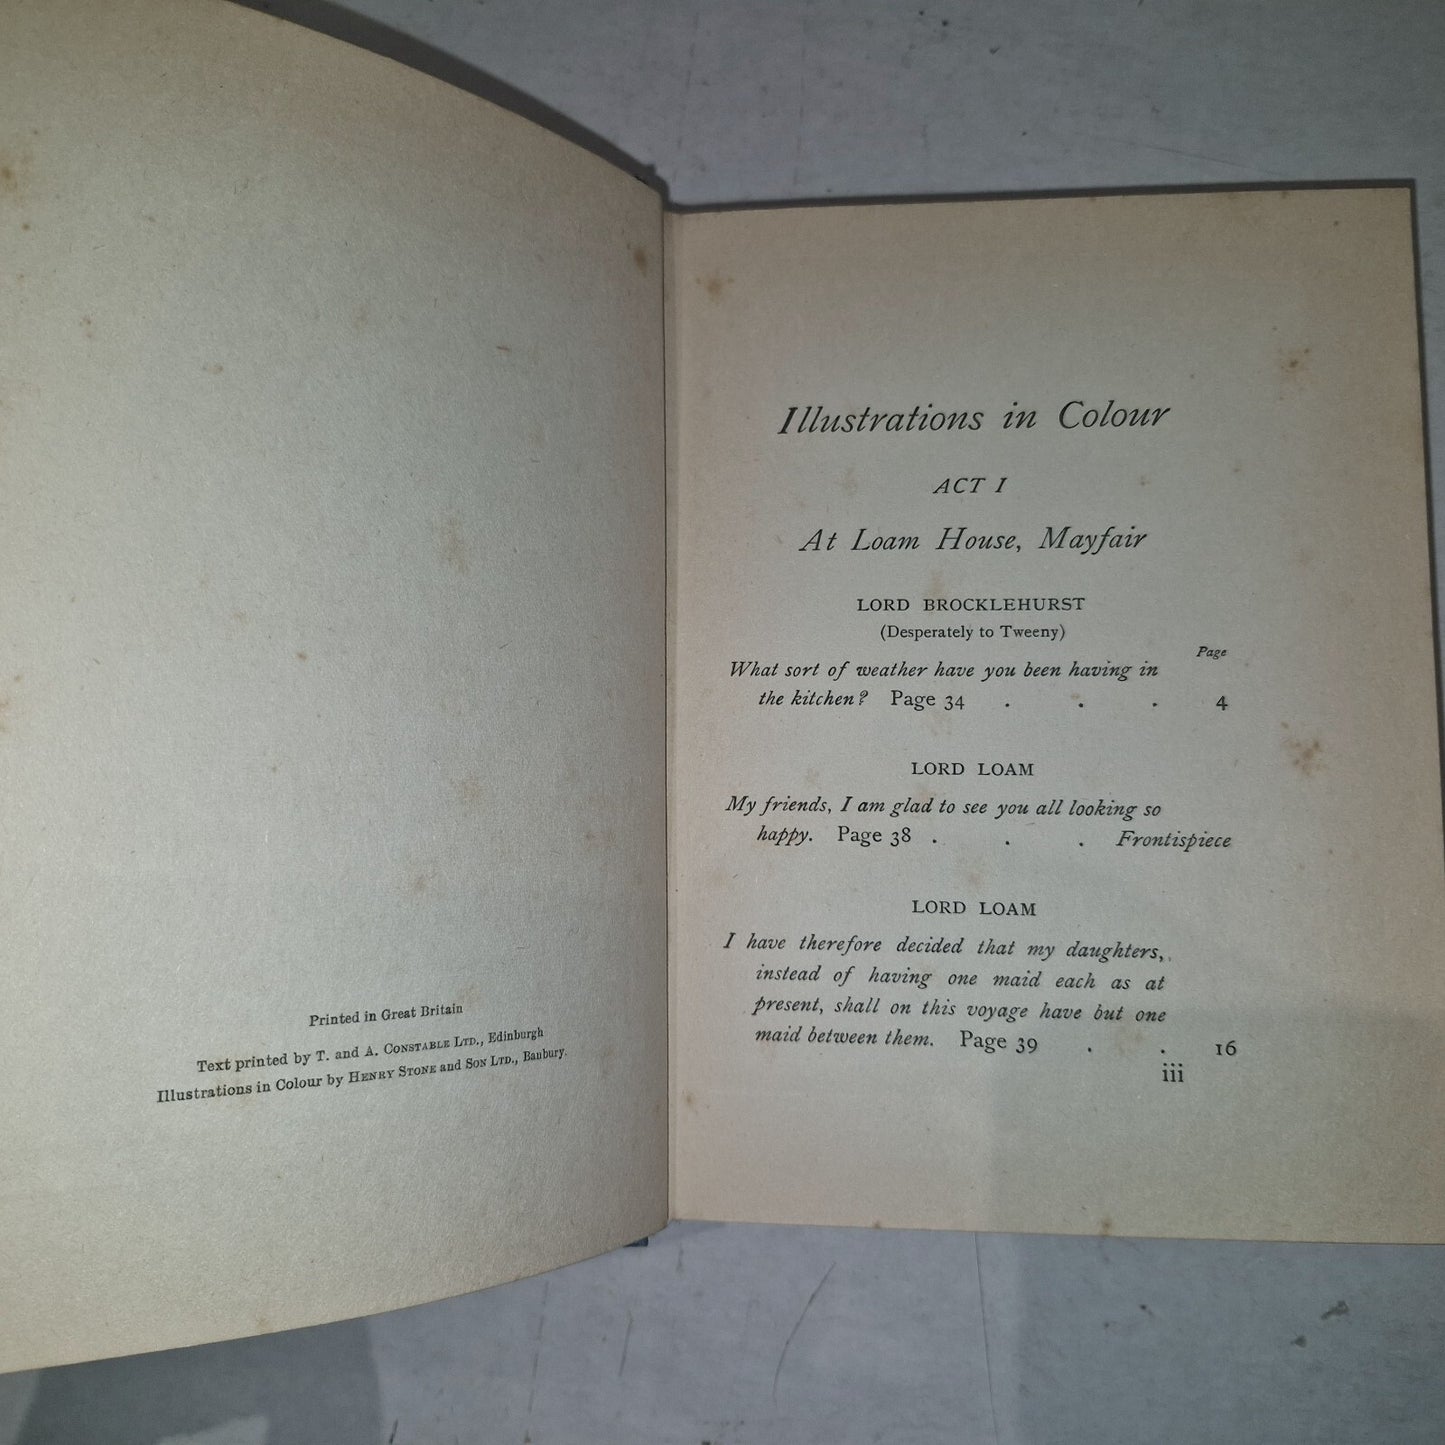 Printed in Great Britain
Text printed by T. and A. CONSTABLE LTD., Edinburgh
Illustrations in Colour by HENRY STONE and SON LTD., Banbury.
Illustrations in Colour
ACT I
At Loam House, Mayfair
LORD BROCKLEHURST
(Desperately to Tweeny)
Page
What sort of weather have you been having in
the kitchen? Page 34 . . . 4
LORD LOAM
My friends, I am glad to see you all looking so
happy. Page 38 . . . Frontispiece
LORD LOAM
I have therefore decided that my daughters,
instead of having one maid each as at
present, shall on this voyage have but one
maid between them. Page 39 . . 16
iii